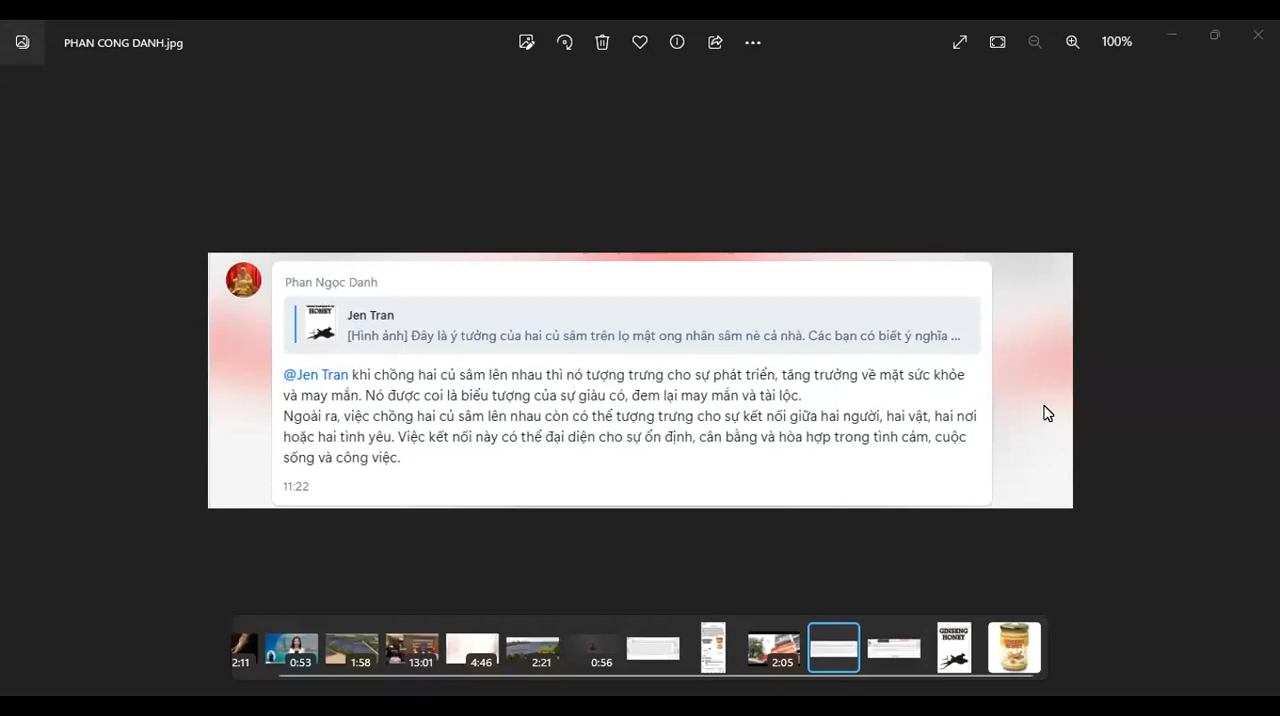 PHAN CONG DANH.jpg
100%
Phan Ngọc Danh
HONEY
Jen Tran
[Hình ảnh] Đây là ý tưởng của hai củ sâm trên lọ mật ong nhân sâm nè cả nhà. Các bạn có biết ý nghĩa ...
@Jen Tran khi chồng hai củ sâm lên nhau thì nó tượng trưng cho sự phát triển, tăng trưởng về mặt sức khỏe
và may mắn. Nó được coi là biểu tượng của sự giàu có, đem lại may mắn và tài lộc.
Ngoài ra, việc chồng hai củ sâm lên nhau còn có thể tượng trưng cho sự kết nối giữa hai người, hai vật, hai nơi
hoặc hai tình yêu. Việc kết nối này có thể đại diện cho sự ổn định, cân bằng và hòa hợp trong tình cảm, cuộc
sống và công việc.
11:22
2:11 0:53 1:58 13:01 4:46 2:21 0:56 2:05
GINSENG
HONEY